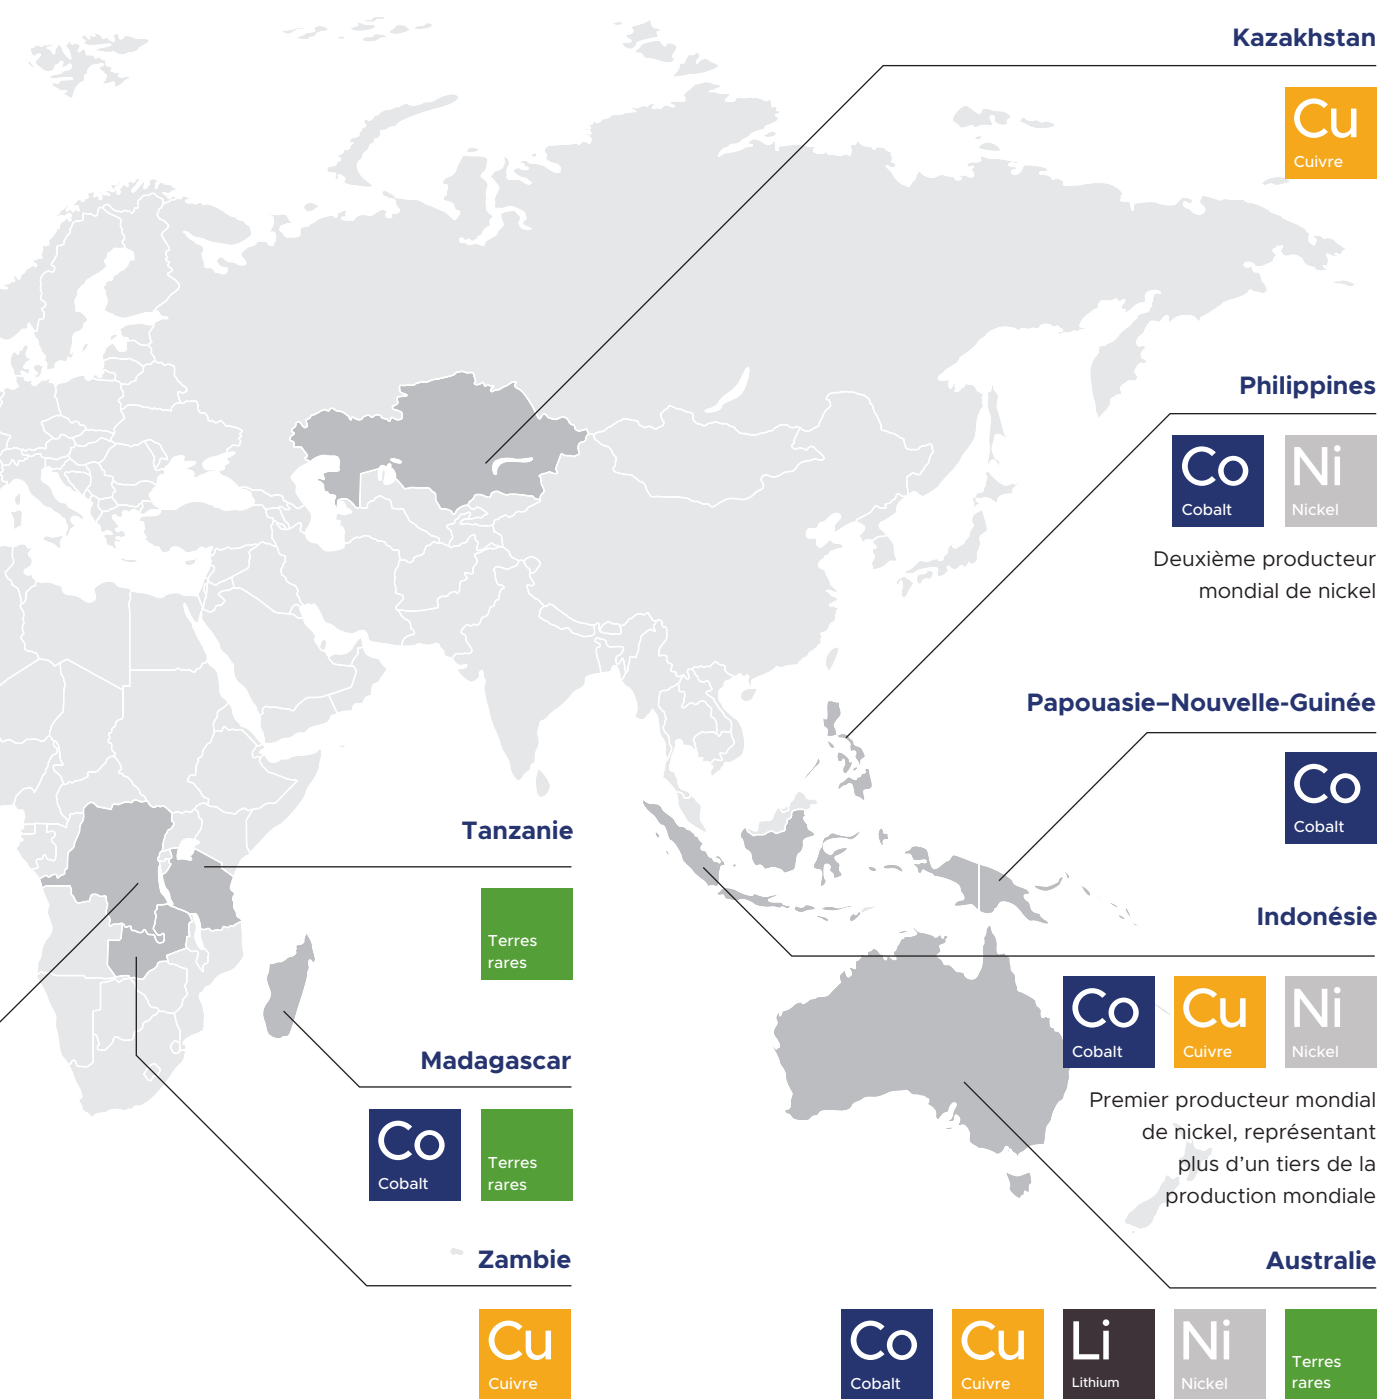 Kazakhstan
Cu
Cuivre
Philippines
Co
Cobalt
Ni
Nickel
Deuxième producteur
mondial de nickel
Papouasie–Nouvelle-Guinée
Co
Cobalt
Tanzanie
Terres
rares
Indonésie
Co
Cobalt
Cu
Cuivre
Ni
Nickel
Premier producteur mondial
de nickel, représentant
plus d’un tiers de la
production mondiale
Madagascar
Co
Cobalt
Terres
rares
Zambie
Cu
Cuivre
Australie
Co
Cobalt
Cu
Cuivre
Li
Lithium
Ni
Nickel
Terres
rares